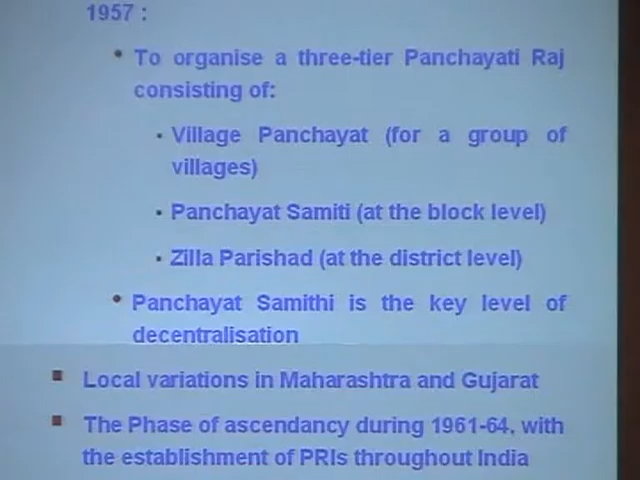 1957 :
• To organise a three-tier Panchayati Raj
consisting of:
▪ Village Panchayat (for a group of
villages)
▪ Panchayat Samiti (at the block level)
▪ Zilla Parishad (at the district level)
• Panchayat Samithi is the key level of
decentralisation
■ Local variations in Maharashtra and Gujarat
■ The Phase of ascendancy during 1961-64, with
the establishment of PRIs throughout India